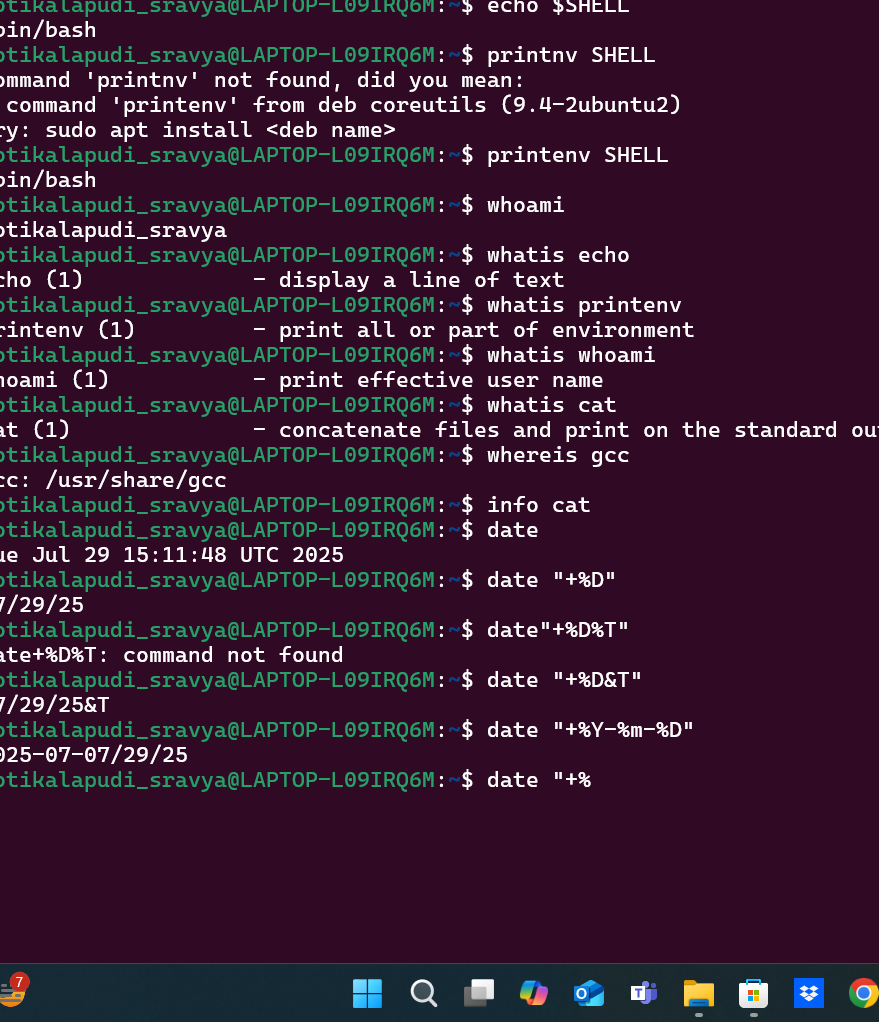 otikalapudi_sravya@LAPTOP-L09IRQ6M:~$ echo $SHELL
bin/bash
otikalapudi_sravya@LAPTOP-L09IRQ6M:~$ printnv SHELL
ommand 'printnv' not found, did you mean:
command 'printenv' from deb coreutils (9.4-2ubuntu2)
ry: sudo apt install <deb name>
otikalapudi_sravya@LAPTOP-L09IRQ6M:~$ printenv SHELL
bin/bash
otikalapudi_sravya@LAPTOP-L09IRQ6M:~$ whoami
otikalapudi_sravya
otikalapudi_sravya@LAPTOP-L09IRQ6M:~$ whatis echo
cho (1)             - display a line of text
otikalapudi_sravya@LAPTOP-L09IRQ6M:~$ whatis printenv
rintenv (1)         - print all or part of environment
otikalapudi_sravya@LAPTOP-L09IRQ6M:~$ whatis whoami
hoami (1)           - print effective user name
otikalapudi_sravya@LAPTOP-L09IRQ6M:~$ whatis cat
at (1)              - concatenate files and print on the standard ou
otikalapudi_sravya@LAPTOP-L09IRQ6M:~$ whereis gcc
cc: /usr/share/gcc
otikalapudi_sravya@LAPTOP-L09IRQ6M:~$ info cat
otikalapudi_sravya@LAPTOP-L09IRQ6M:~$ date
ue Jul 29 15:11:48 UTC 2025
otikalapudi_sravya@LAPTOP-L09IRQ6M:~$ date "+%D"
7/29/25
otikalapudi_sravya@LAPTOP-L09IRQ6M:~$ date"+%D%T"
ate+%D%T: command not found
otikalapudi_sravya@LAPTOP-L09IRQ6M:~$ date "+%D&T"
7/29/25&T
otikalapudi_sravya@LAPTOP-L09IRQ6M:~$ date "+%Y-%m-%D"
025-07-07/29/25
otikalapudi_sravya@LAPTOP-L09IRQ6M:~$ date "+%
7